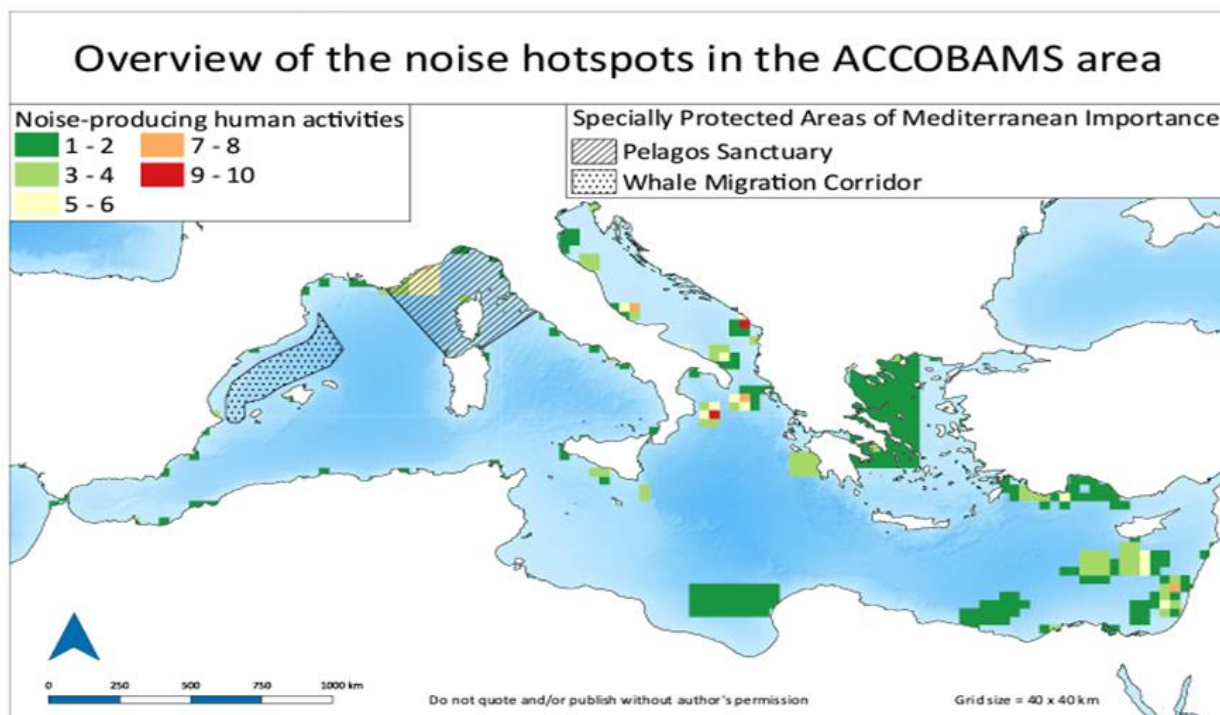 Overview of the noise hotspots in the ACCOBAMS area
Noise-producing human activities
1 - 2
7 - 8
3 - 4
9 - 10
5 - 6
Specially Protected Areas of Mediterranean Importance
Pelagos Sanctuary
Whale Migration Corridor
0 250 500 750 1000 km
Do not quote and/or publish without author's permission
Grid size = 40 x 40 km